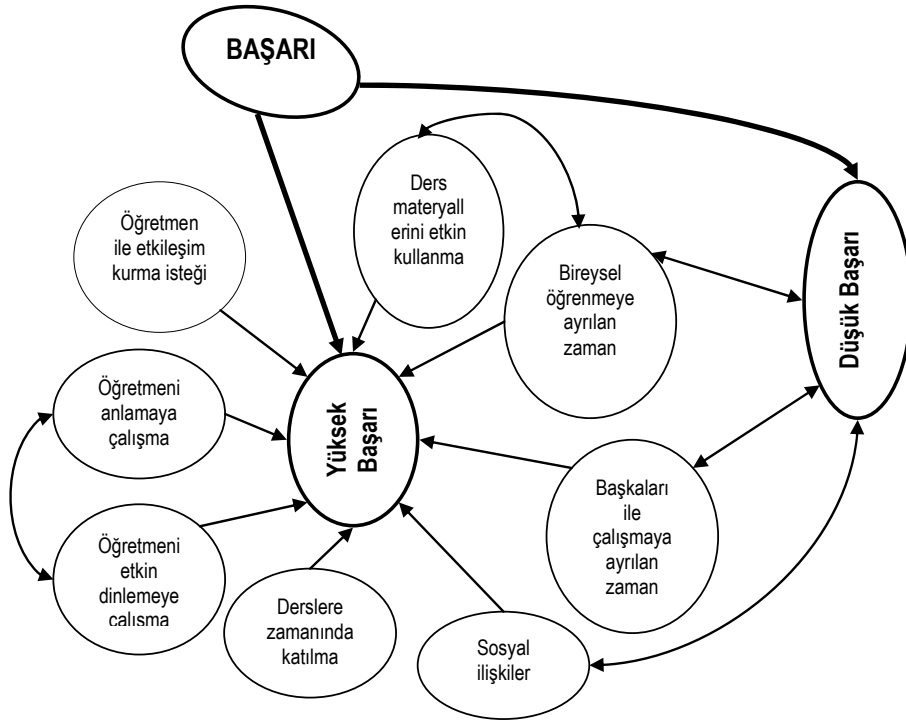 BAŞARI
Ders
materyall
erini etkin
kullanma
Öğretmen
ile etkileşim
kurma isteği
Bireysel
öğrenmeye
ayrılan
zaman
Düşük Başarı
Öğretmeni
anlamaya
çalışma
Yüksek
Başarı
Başkaları
ile
çalışmaya
ayrılan
zaman
Öğretmeni
etkin
dinlemeye
çalışma
Derslere
zamanında
katılma
Sosyal
ilişkiler